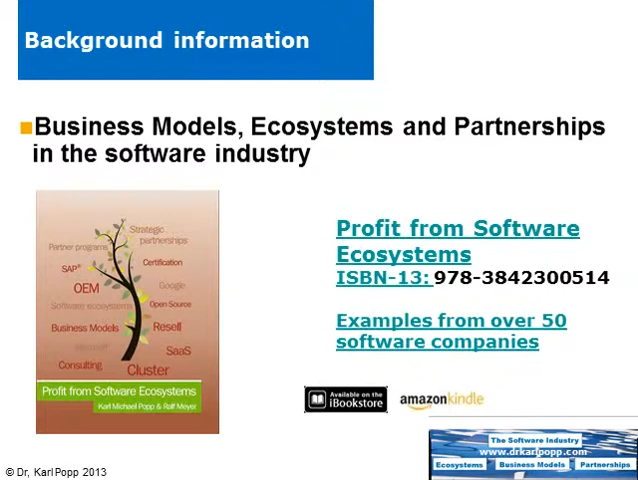 Background information
Business Models, Ecosystems and Partnerships
in the software industry
Strategic
partnerships
Partner programs
SAP®
Certification
OEM
Google
Software ecosystems
Open Source
Business Models
Resell
Microsoft
SaaS
Consulting
Cluster
Profit from Software Ecosystems
Karl Michael Popp & Ralf Meyer
Profit from Software
Ecosystems
ISBN-13: 978-3842300514
Examples from over 50
software companies
Available on the
iBookstore
amazonkindle
The Software Industry
www.drkarlpopp.com
Ecosystems Business Models Partnerships
© Dr, Karl Popp 2013